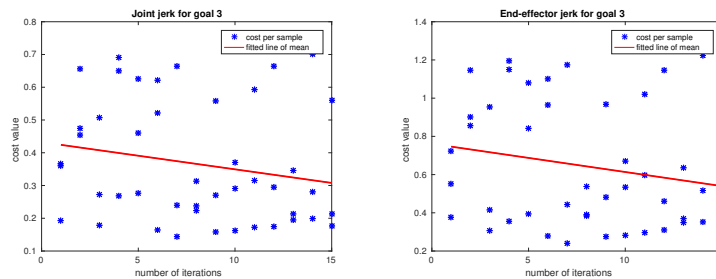 Joint jerk for goal 3
0.8
0.7
0.6
0.5
0.4
0.3
0.2
0.1
cost value
0
5
10
15
number of iterations
cost per sample
fitted line of mean
End-effector jerk for goal 3
1.4
1.2
1
0.8
0.6
0.4
0.2
cost value
0
5
10
number of iterations
cost per sample
fitted line of mean